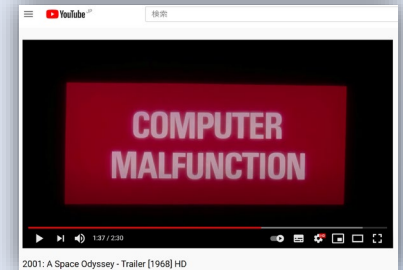 YouTube JP
検索
COMPUTER
MALFUNCTION
1:37 / 2:30
2001: A Space Odyssey - Trailer [1968] HD